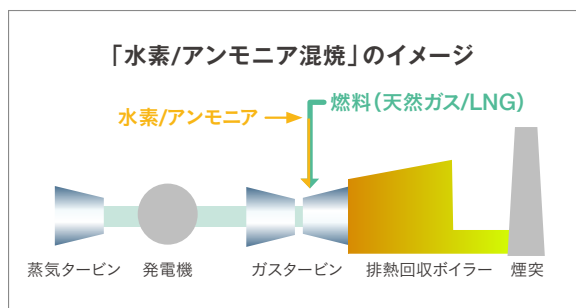 「水素/アンモニア混焼」のイメージ
燃料(天然ガス/LNG)
水素/アンモニア
蒸気タービン 発電機 ガスタービン 排熱回収ボイラー 煙突